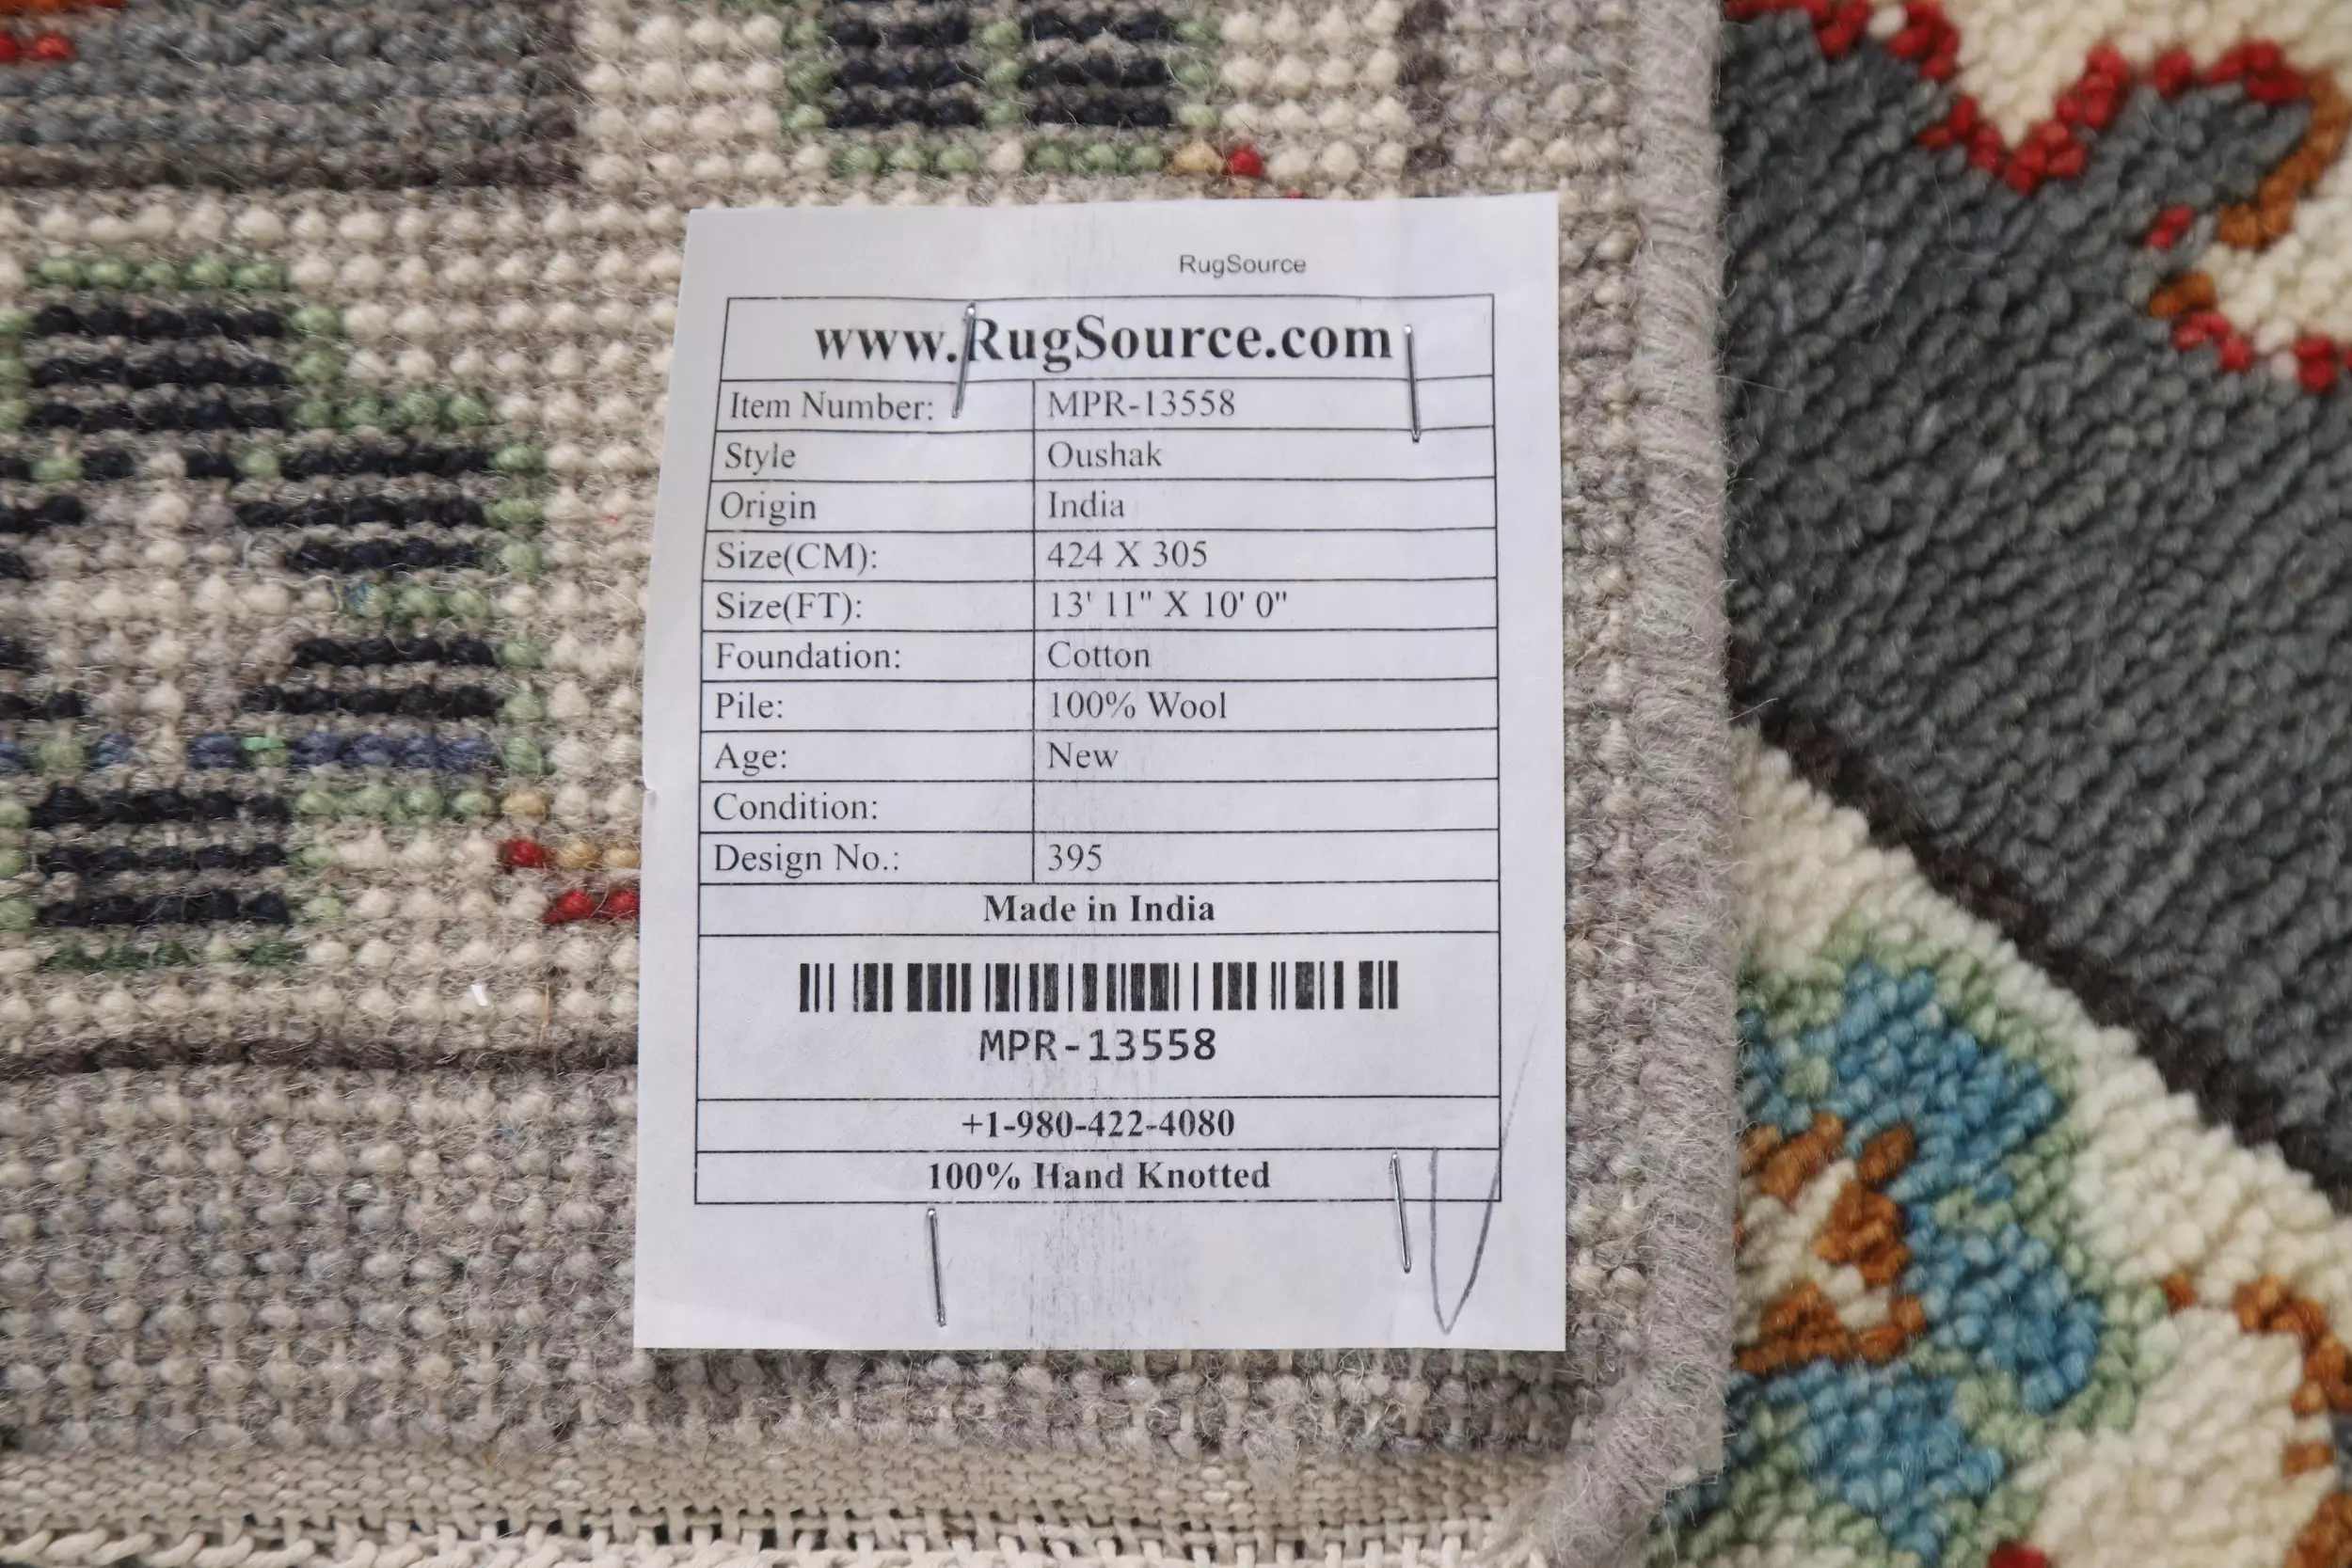 RugSource
www.RugSource.com
Item Number: MPR-13558
Style Oushak
Origin India
Size(CM): 424 X 305
Size(FT): 13' 11" X 10' 0"
Foundation: Cotton
Pile: 100% Wool
Age: New
Condition:
Design No.: 395
Made in India
MPR-13558
+1-980-422-4080
100% Hand Knotted